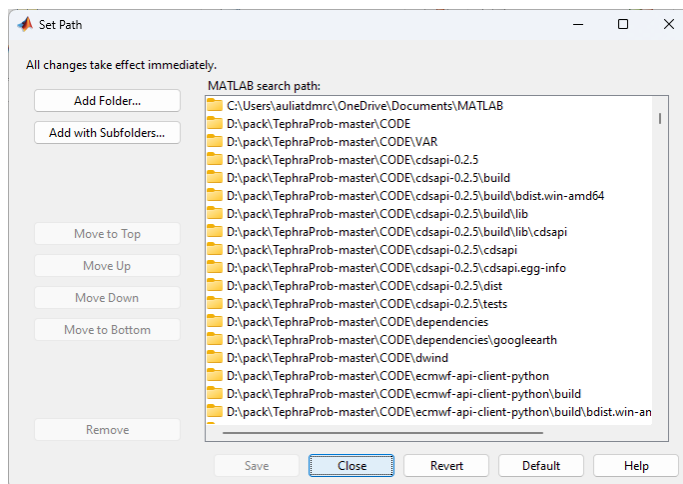 Set Path
All changes take effect immediately.
Add Folder...
Add with Subfolders...
Move to Top
Move Up
Move Down
Move to Bottom
Remove
MATLAB search path:
C:\Users\auliatdmrc\OneDrive\Documents\MATLAB
D:\pack\TephraProb-master\CODE
D:\pack\TephraProb-master\CODE\VAR
D:\pack\TephraProb-master\CODE\cdsapi-0.2.5
D:\pack\TephraProb-master\CODE\cdsapi-0.2.5\build
D:\pack\TephraProb-master\CODE\cdsapi-0.2.5\build\bdist.win-amd64
D:\pack\TephraProb-master\CODE\cdsapi-0.2.5\build\lib
D:\pack\TephraProb-master\CODE\cdsapi-0.2.5\build\lib\cdsapi
D:\pack\TephraProb-master\CODE\cdsapi-0.2.5\cdsapi
D:\pack\TephraProb-master\CODE\cdsapi-0.2.5\cdsapi.egg-info
D:\pack\TephraProb-master\CODE\cdsapi-0.2.5\dist
D:\pack\TephraProb-master\CODE\cdsapi-0.2.5\tests
D:\pack\TephraProb-master\CODE\dependencies
D:\pack\TephraProb-master\CODE\dependencies\googleearth
D:\pack\TephraProb-master\CODE\dwind
D:\pack\TephraProb-master\CODE\ecmwf-api-client-python
D:\pack\TephraProb-master\CODE\ecmwf-api-client-python\build
D:\pack\TephraProb-master\CODE\ecmwf-api-client-python\build\bdist.win-an
Save
Close
Revert
Default
Help